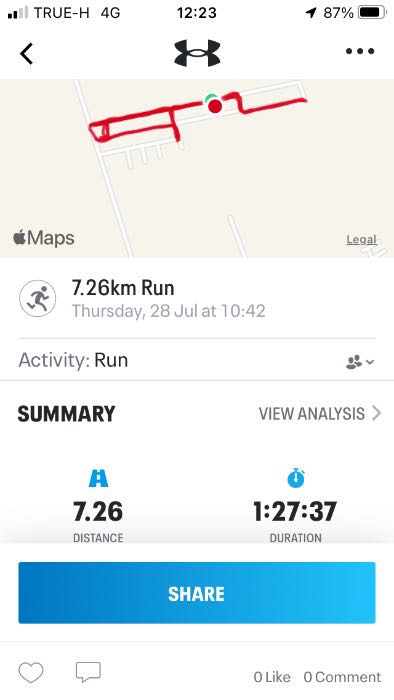 TRUE-H 4G 12:23 87%
Maps
Legal
7.26km Run
Thursday, 28 Jul at 10:42
Activity: Run
SUMMARY VIEW ANALYSIS
7.26 1:27:37
DISTANCE DURATION
SHARE
0 Like 0 Comment